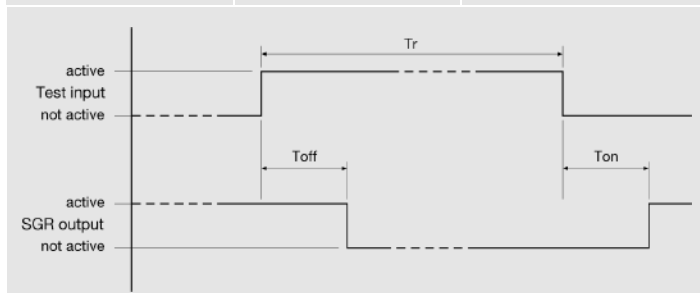 Tr
active
Test input
not active
Toff
Ton
active
SGR output
not active